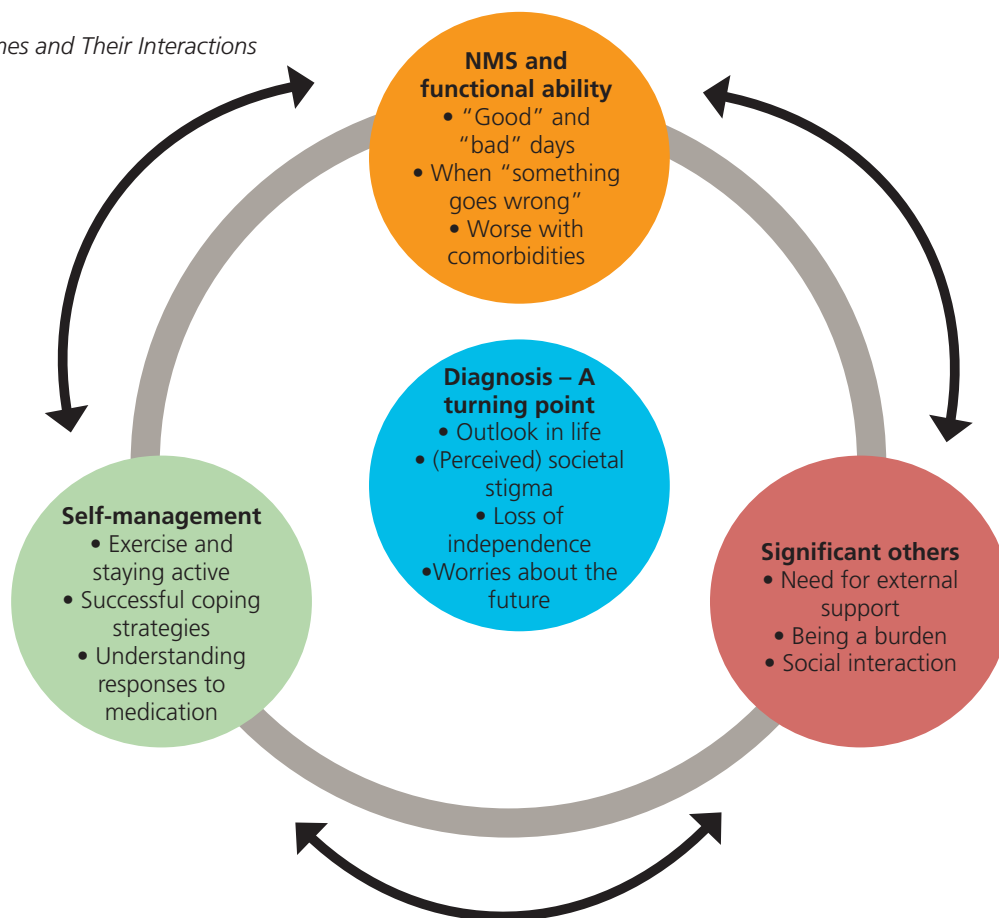 and Their Interactions
NMS and
functional ability
• “Good” and
“bad” days
• When “something
goes wrong”
• Worse with
comorbidities
Diagnosis – A
turning point
• Outlook in life
• (Perceived) societal
stigma
• Loss of
independence
•Worries about the
future
Self-management
• Exercise and
staying active
• Successful coping
strategies
• Understanding
responses to
medication
Significant others
• Need for external
support
• Being a burden
• Social interaction